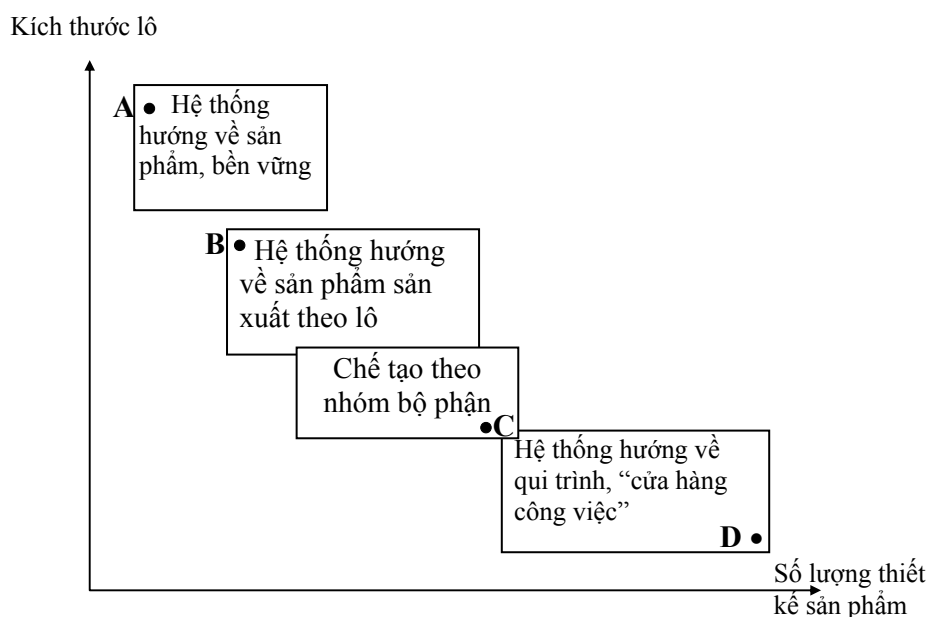 Kích thước lô
A • Hệ thống
hướng về sản
phẩm, bền vững
B • Hệ thống hướng
về sản phẩm sản
xuất theo lô
Chế tạo theo
nhóm bộ phận
•C
Hệ thống hướng về
qui trình, “cửa hàng
công việc”
D •
Số lượng thiết
kế sản phẩm